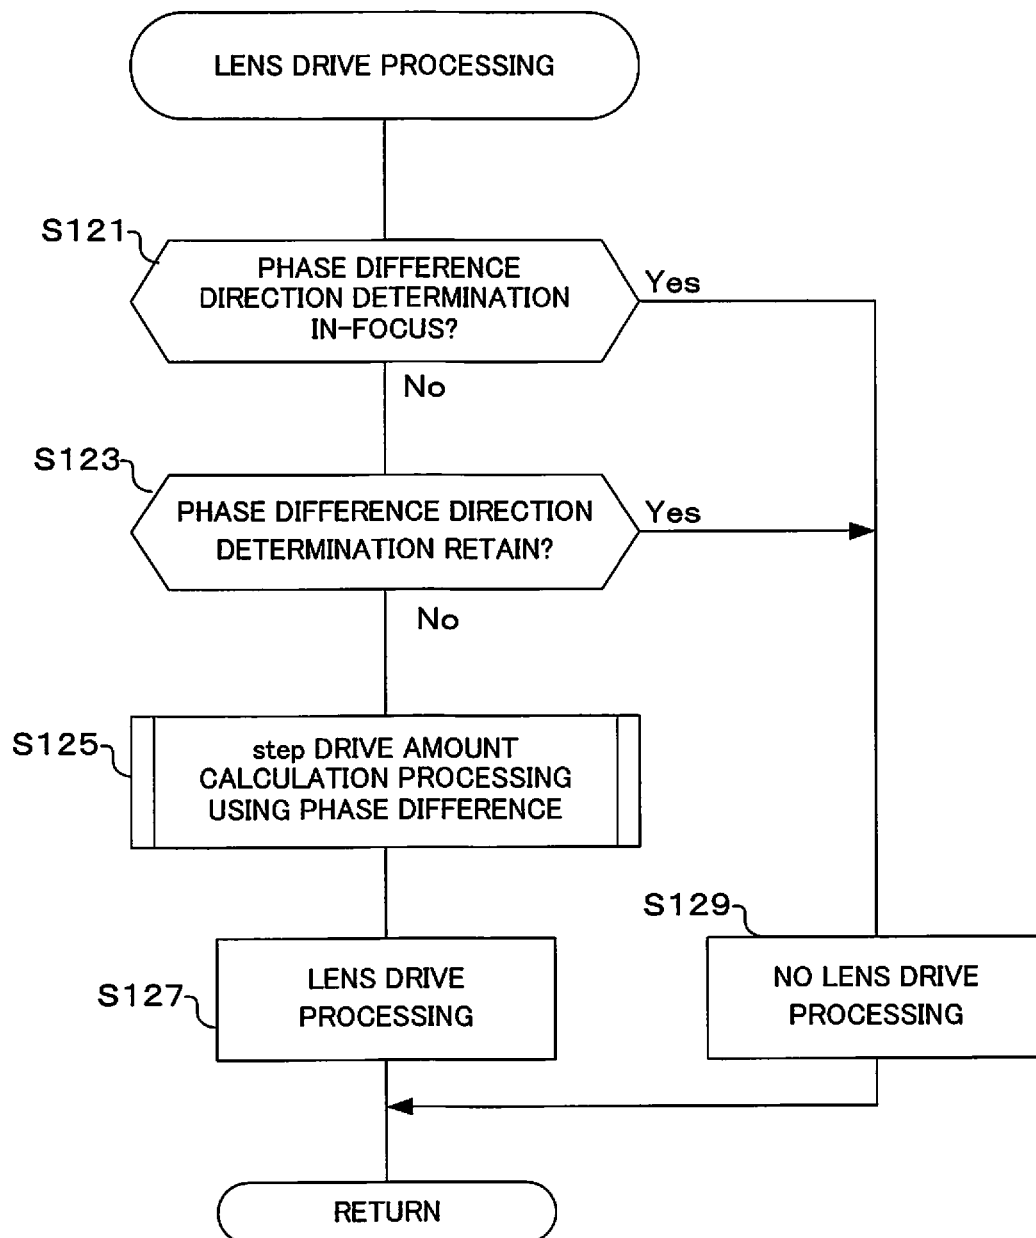 LENS DRIVE PROCESSING
S121
PHASE DIFFERENCE
DIRECTION DETERMINATION
IN-FOCUS?
Yes
No
S123
PHASE DIFFERENCE DIRECTION
DETERMINATION RETAIN?
Yes
No
S125
step DRIVE AMOUNT
CALCULATION PROCESSING
USING PHASE DIFFERENCE
S127
LENS DRIVE
PROCESSING
S129
NO LENS DRIVE
PROCESSING
RETURN